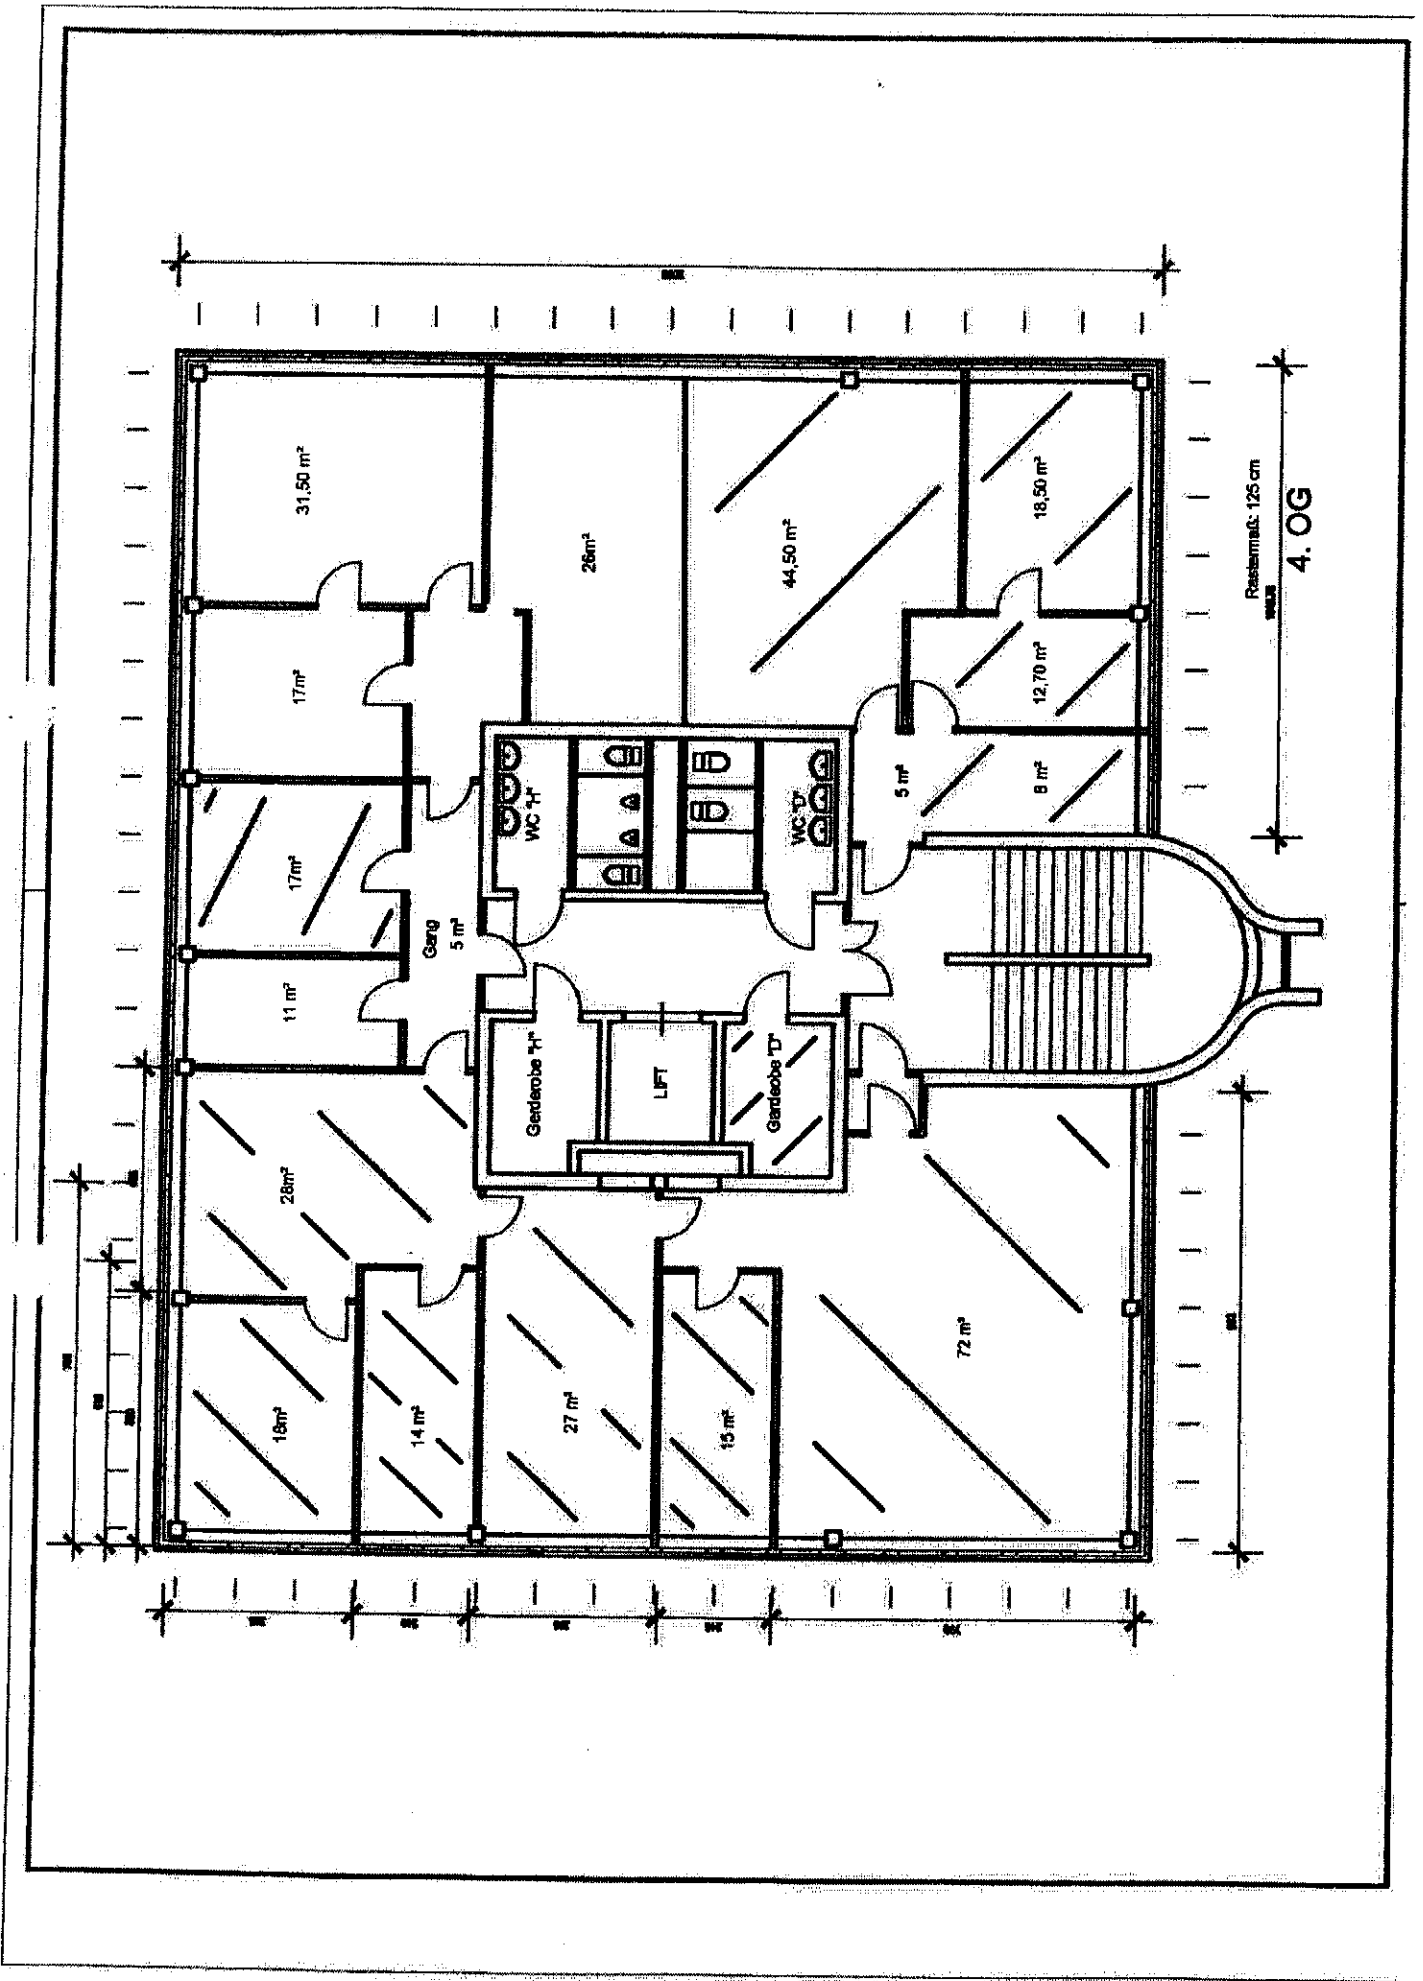 31,50 m²
17m²
17m²
11 m²
28m²
18m²
14 m²
27 m²
15 m²
72 m²
26m²
44,50 m²
18,50 m²
12,70 m²
8 m²
5 m²
Gang
5 m²
WC "H"
WC "D"
Gerderobe "H"
LIFT
Garderobe "D"
Rastermaß: 125 cm
4. OG